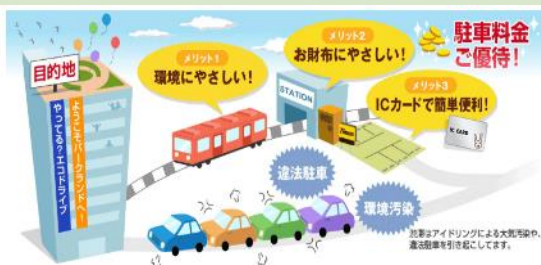 目的地
ようこそパークランドへ!
やってる?エコドライブ
メリット1
環境にやさしい!
メリット2
お財布にやさしい!
駐車料金
ご優待!
メリット3
ICカードで簡単便利!
STATION
IC CARD
違法駐車
環境汚染
渋滞はアイドリングによる大気汚染や、
違法駐車を引き起こしてます。